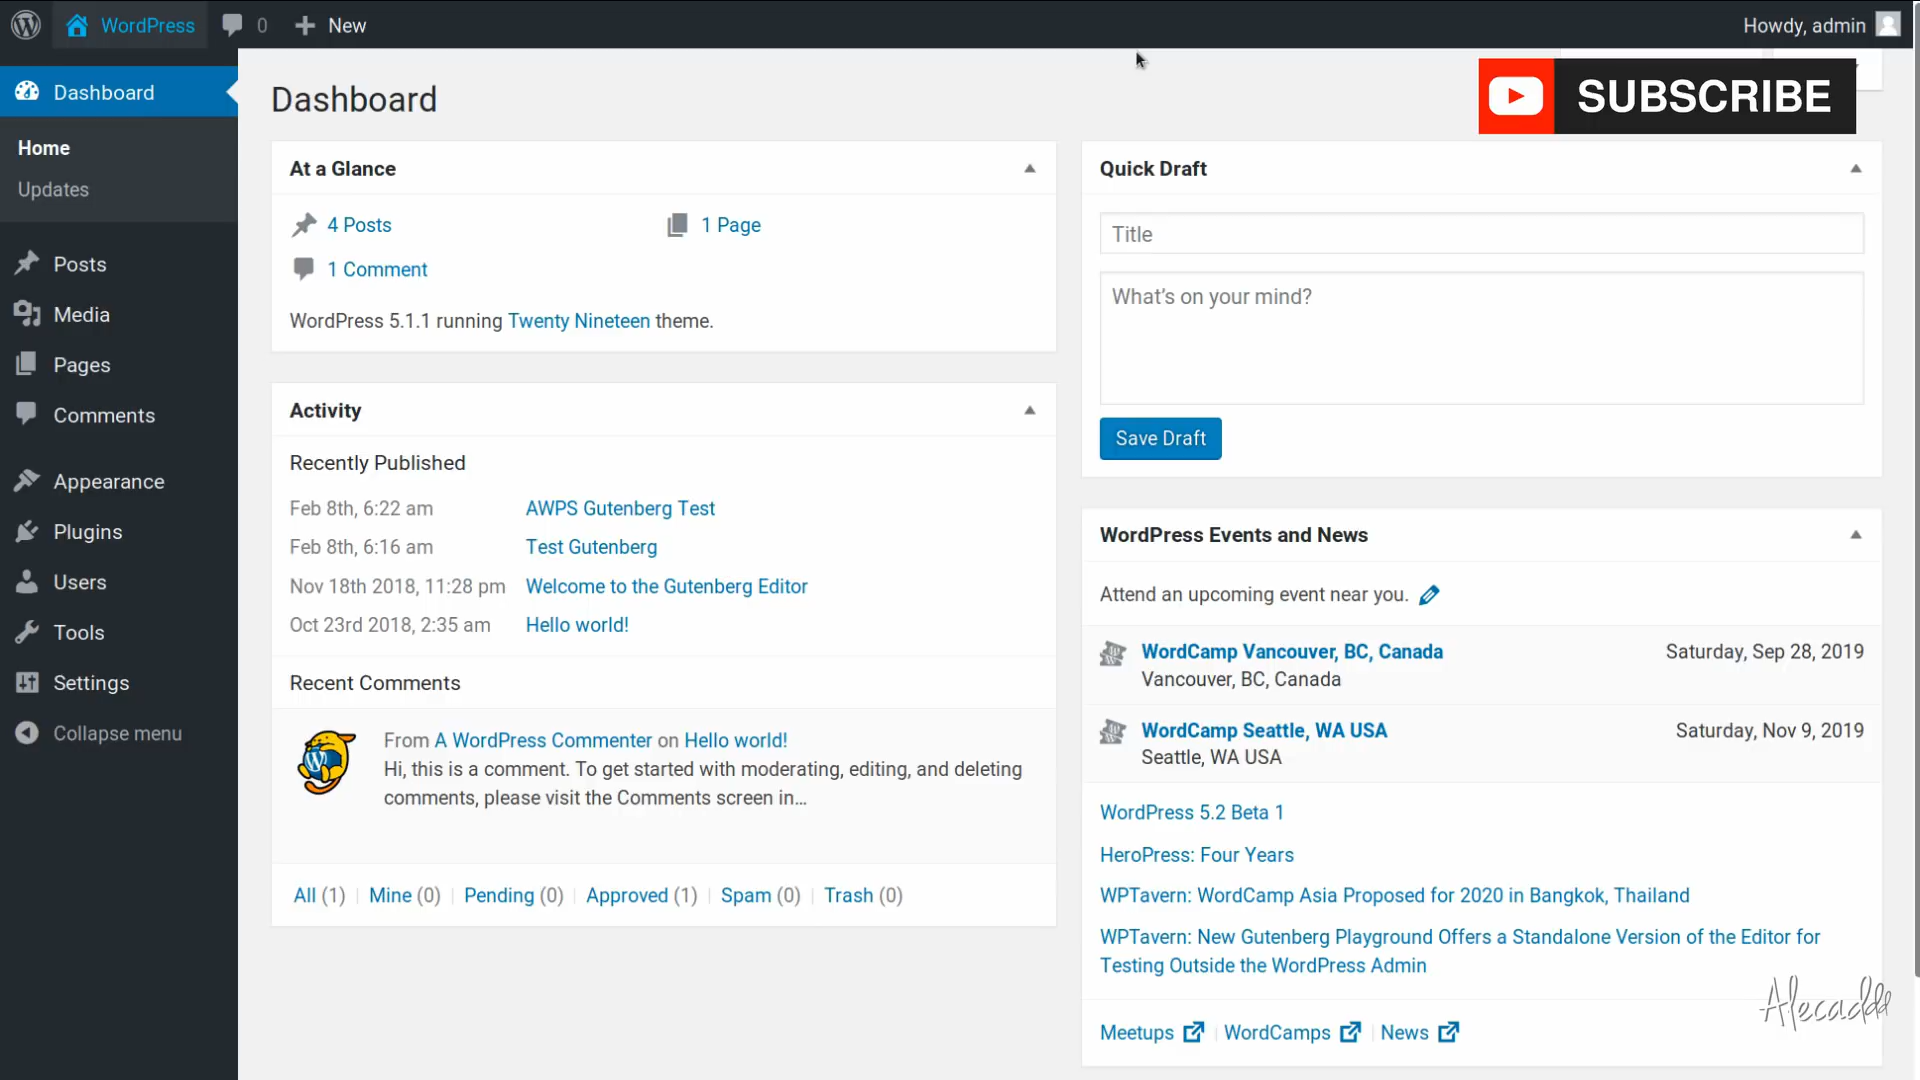 WordPress 0 New Howdy, admin
Dashboard
Home
Updates
Posts
Media
Pages
Comments
Appearance
Plugins
Users
Tools
Settings
Collapse menu
Dashboard
SUBSCRIBE
At a Glance
4 Posts 1 Page
1 Comment
WordPress 5.1.1 running Twenty Nineteen theme.
Activity
Recently Published
Feb 8th, 6:22 am AWPS Gutenberg Test
Feb 8th, 6:16 am Test Gutenberg
Nov 18th 2018, 11:28 pm Welcome to the Gutenberg Editor
Oct 23rd 2018, 2:35 am Hello world!
Recent Comments
From A WordPress Commenter on Hello world!
Hi, this is a comment. To get started with moderating, editing, and deleting
comments, please visit the Comments screen in…
All (1) | Mine (0) | Pending (0) | Approved (1) | Spam (0) | Trash (0)
Quick Draft
Title
What’s on your mind?
Save Draft
WordPress Events and News
Attend an upcoming event near you.
WordCamp Vancouver, BC, Canada Saturday, Sep 28, 2019
Vancouver, BC, Canada
WordCamp Seattle, WA USA Saturday, Nov 9, 2019
Seattle, WA USA
WordPress 5.2 Beta 1
HeroPress: Four Years
WPTavern: WordCamp Asia Proposed for 2020 in Bangkok, Thailand
WPTavern: New Gutenberg Playground Offers a Standalone Version of the Editor for
Testing Outside the WordPress Admin
Meetups | WordCamps | News
Alecaddd